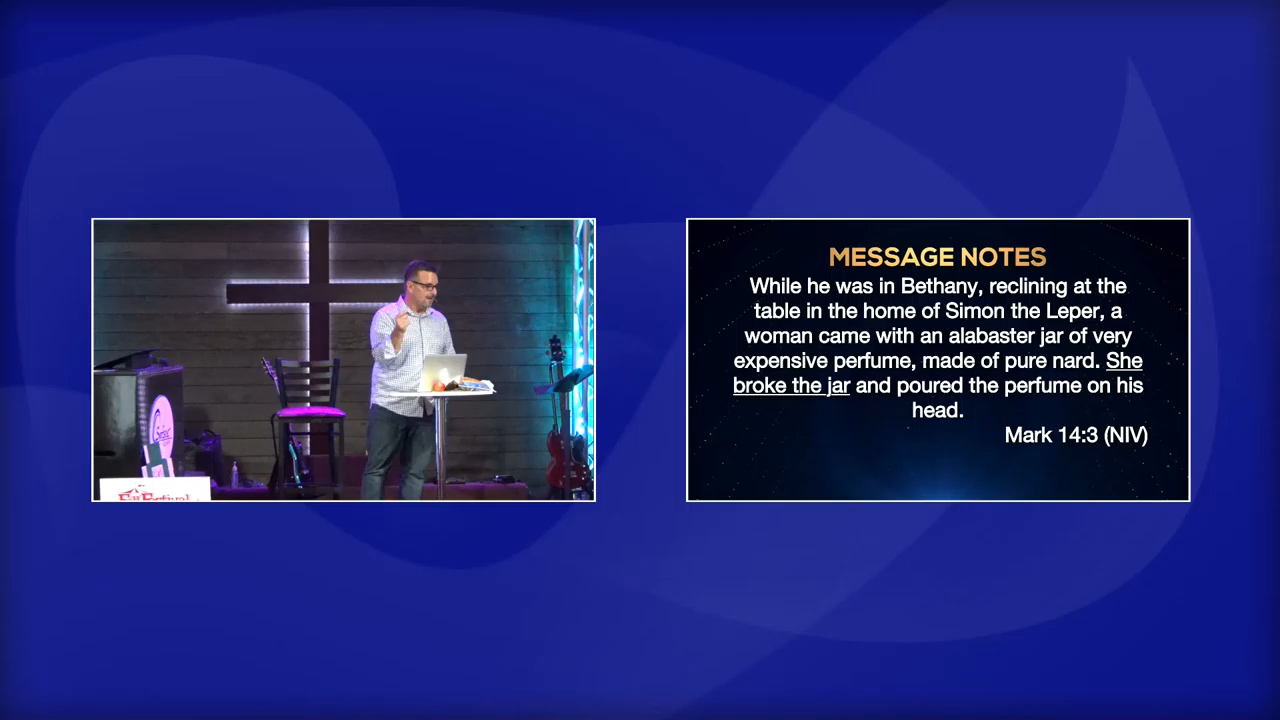 Fall Festival
MESSAGE NOTES
While he was in Bethany, reclining at the
table in the home of Simon the Leper, a
woman came with an alabaster jar of very
expensive perfume, made of pure nard. She
broke the jar and poured the perfume on his
head.
Mark 14:3 (NIV)